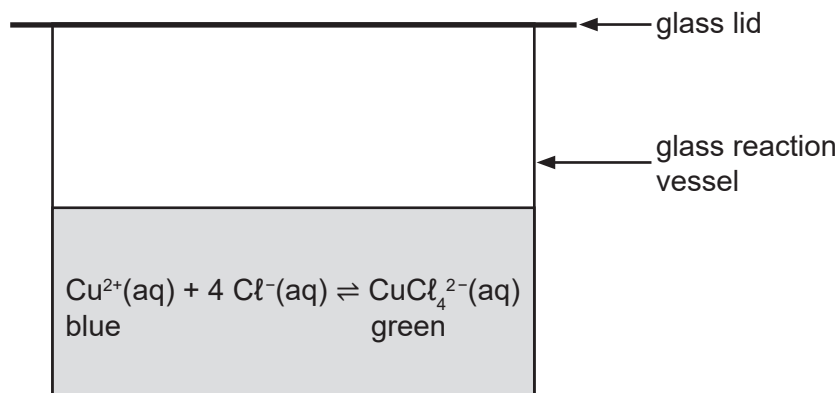 glass lid
glass reaction
vessel
Cu²⁺(aq) + 4 Cℓ⁻(aq) ⇌ CuCℓ₄²⁻(aq)
blue green